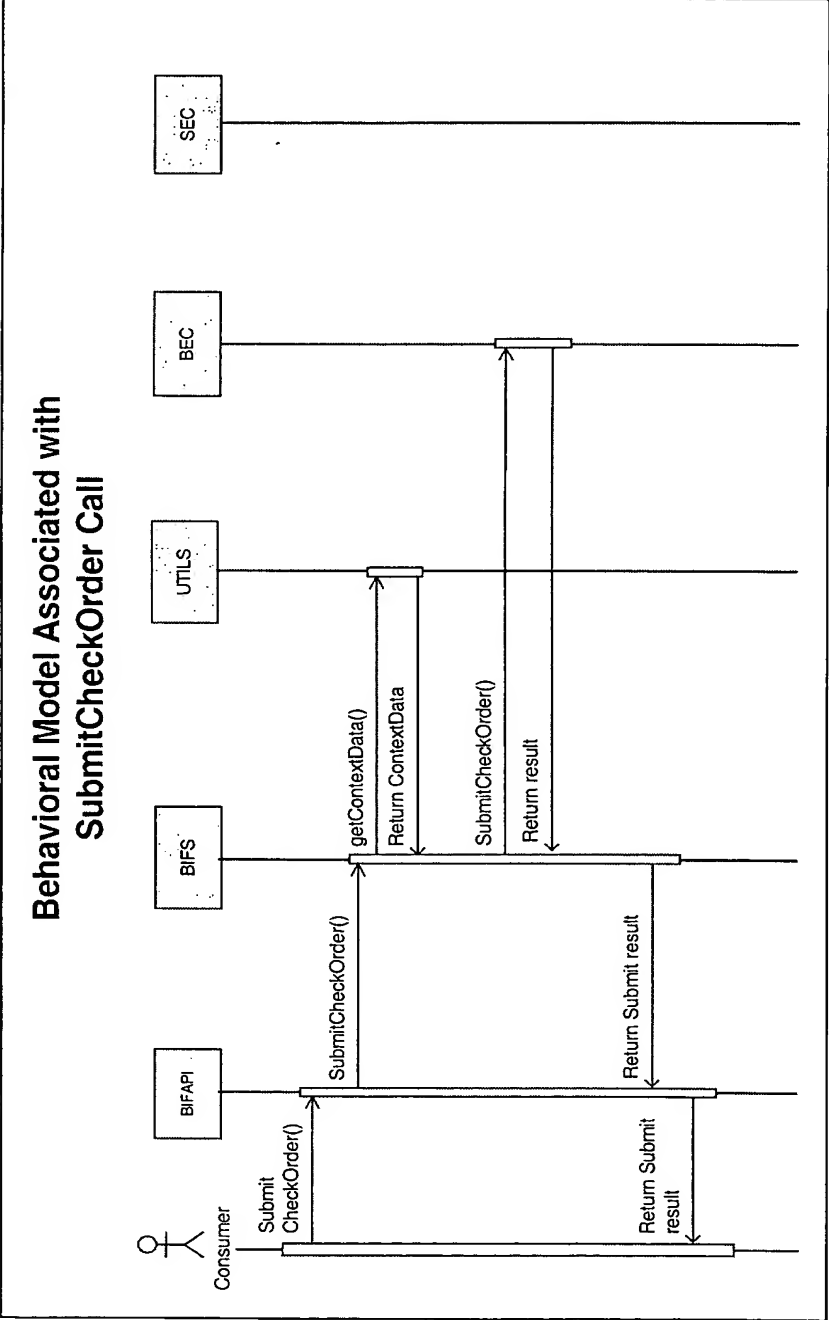 Behavioral Model Associated with
SubmitCheckOrder Call
Consumer
BIFAPI
BIFS
UTILS
BEC
SEC
Submit
CheckOrder()
SubmitCheckOrder()
getContextData()
Return ContextData
SubmitCheckOrder()
Return result
Return Submit result
Return Submit
result